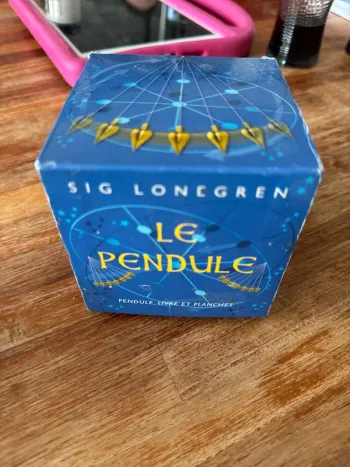 SIG LONEGREN
LE
PENDULE
PENDULE, LIVRE ET PLANCHES